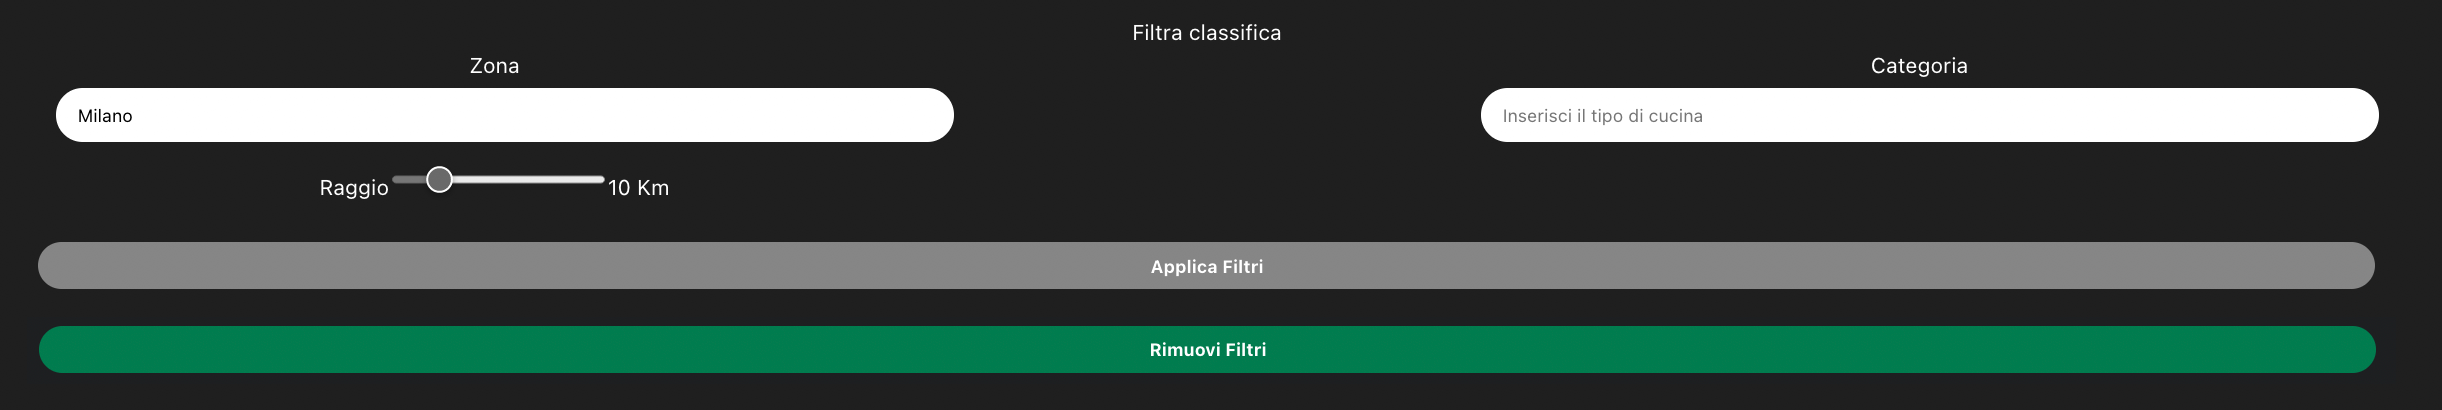 Filtra classifica
Zona
Categoria
Milano
Inserisci il tipo di cucina
Raggio 10 Km
Applica Filtri
Rimuovi Filtri